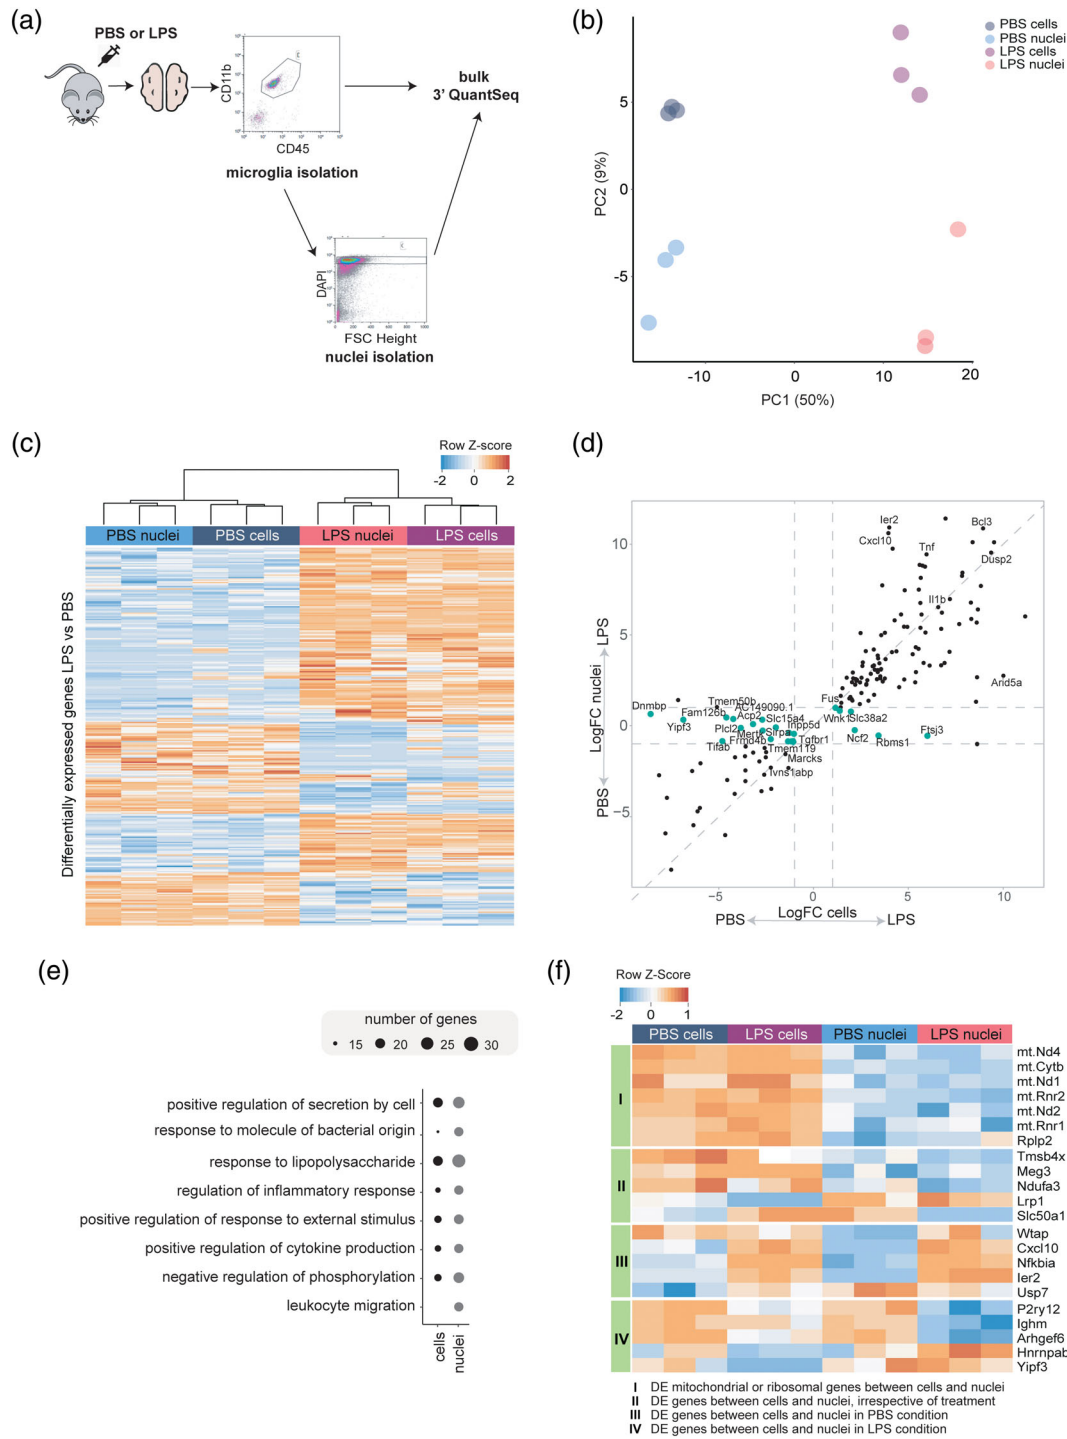 (a)
PBS or LPS
CD11b
CD45
microglia isolation
bulk
3' QuantSeq
DAPI
0 200 400 600 800 1000
FSC Height
nuclei isolation
(b)
PBS cells
PBS nuclei
LPS cells
LPS nuclei
PC2 (9%)
5
0
-5
-10 0 10 20
PC1 (50%)
(c)
Row Z-score
-2 0 2
PBS nuclei PBS cells LPS nuclei LPS cells
Differentially expressed genes LPS vs PBS
(d)
LogFC nuclei
PBS
LPS
10
5
0
−5
Ier2
Cxcl10
Bcl3
Tnf
Dusp2
Il1b
Arid5a
Dnmbp
Tmem50b
Fam126b
AC149090.1
Yipf3
Acp2
Slc15a4
Plcl2
Mertk
Sirpa
Inpp5d
Tifab
Frmd4b
Tgfbr1
Tmem119
Marcks
Ivns1abp
Fus
Wnk1
Slc38a2
Ncf2
Rbms1
Ftsj3
−5 0 5 10
PBS LogFC cells LPS
(e)
number of genes
15 20 25 30
positive regulation of secretion by cell
response to molecule of bacterial origin
response to lipopolysaccharide
regulation of inflammatory response
positive regulation of response to external stimulus
positive regulation of cytokine production
negative regulation of phosphorylation
leukocyte migration
cells
nuclei
(f)
Row Z-Score
-2 0 1
PBS cells LPS cells PBS nuclei LPS nuclei
I
mt.Nd4
mt.Cytb
mt.Nd1
mt.Rnr2
mt.Nd2
mt.Rnr1
Rplp2
II
Tmsb4x
Meg3
Ndufa3
Lrp1
Slc50a1
III
Wtap
Cxcl10
Nfkbia
Ier2
Usp7
IV
P2ry12
Ighm
Arhgef6
Hnrnpab
Yipf3
I DE mitochondrial or ribosomal genes between cells and nuclei
II DE genes between cells and nuclei, irrespective of treatment
III DE genes between cells and nuclei in PBS condition
IV DE genes between cells and nuclei in LPS condition